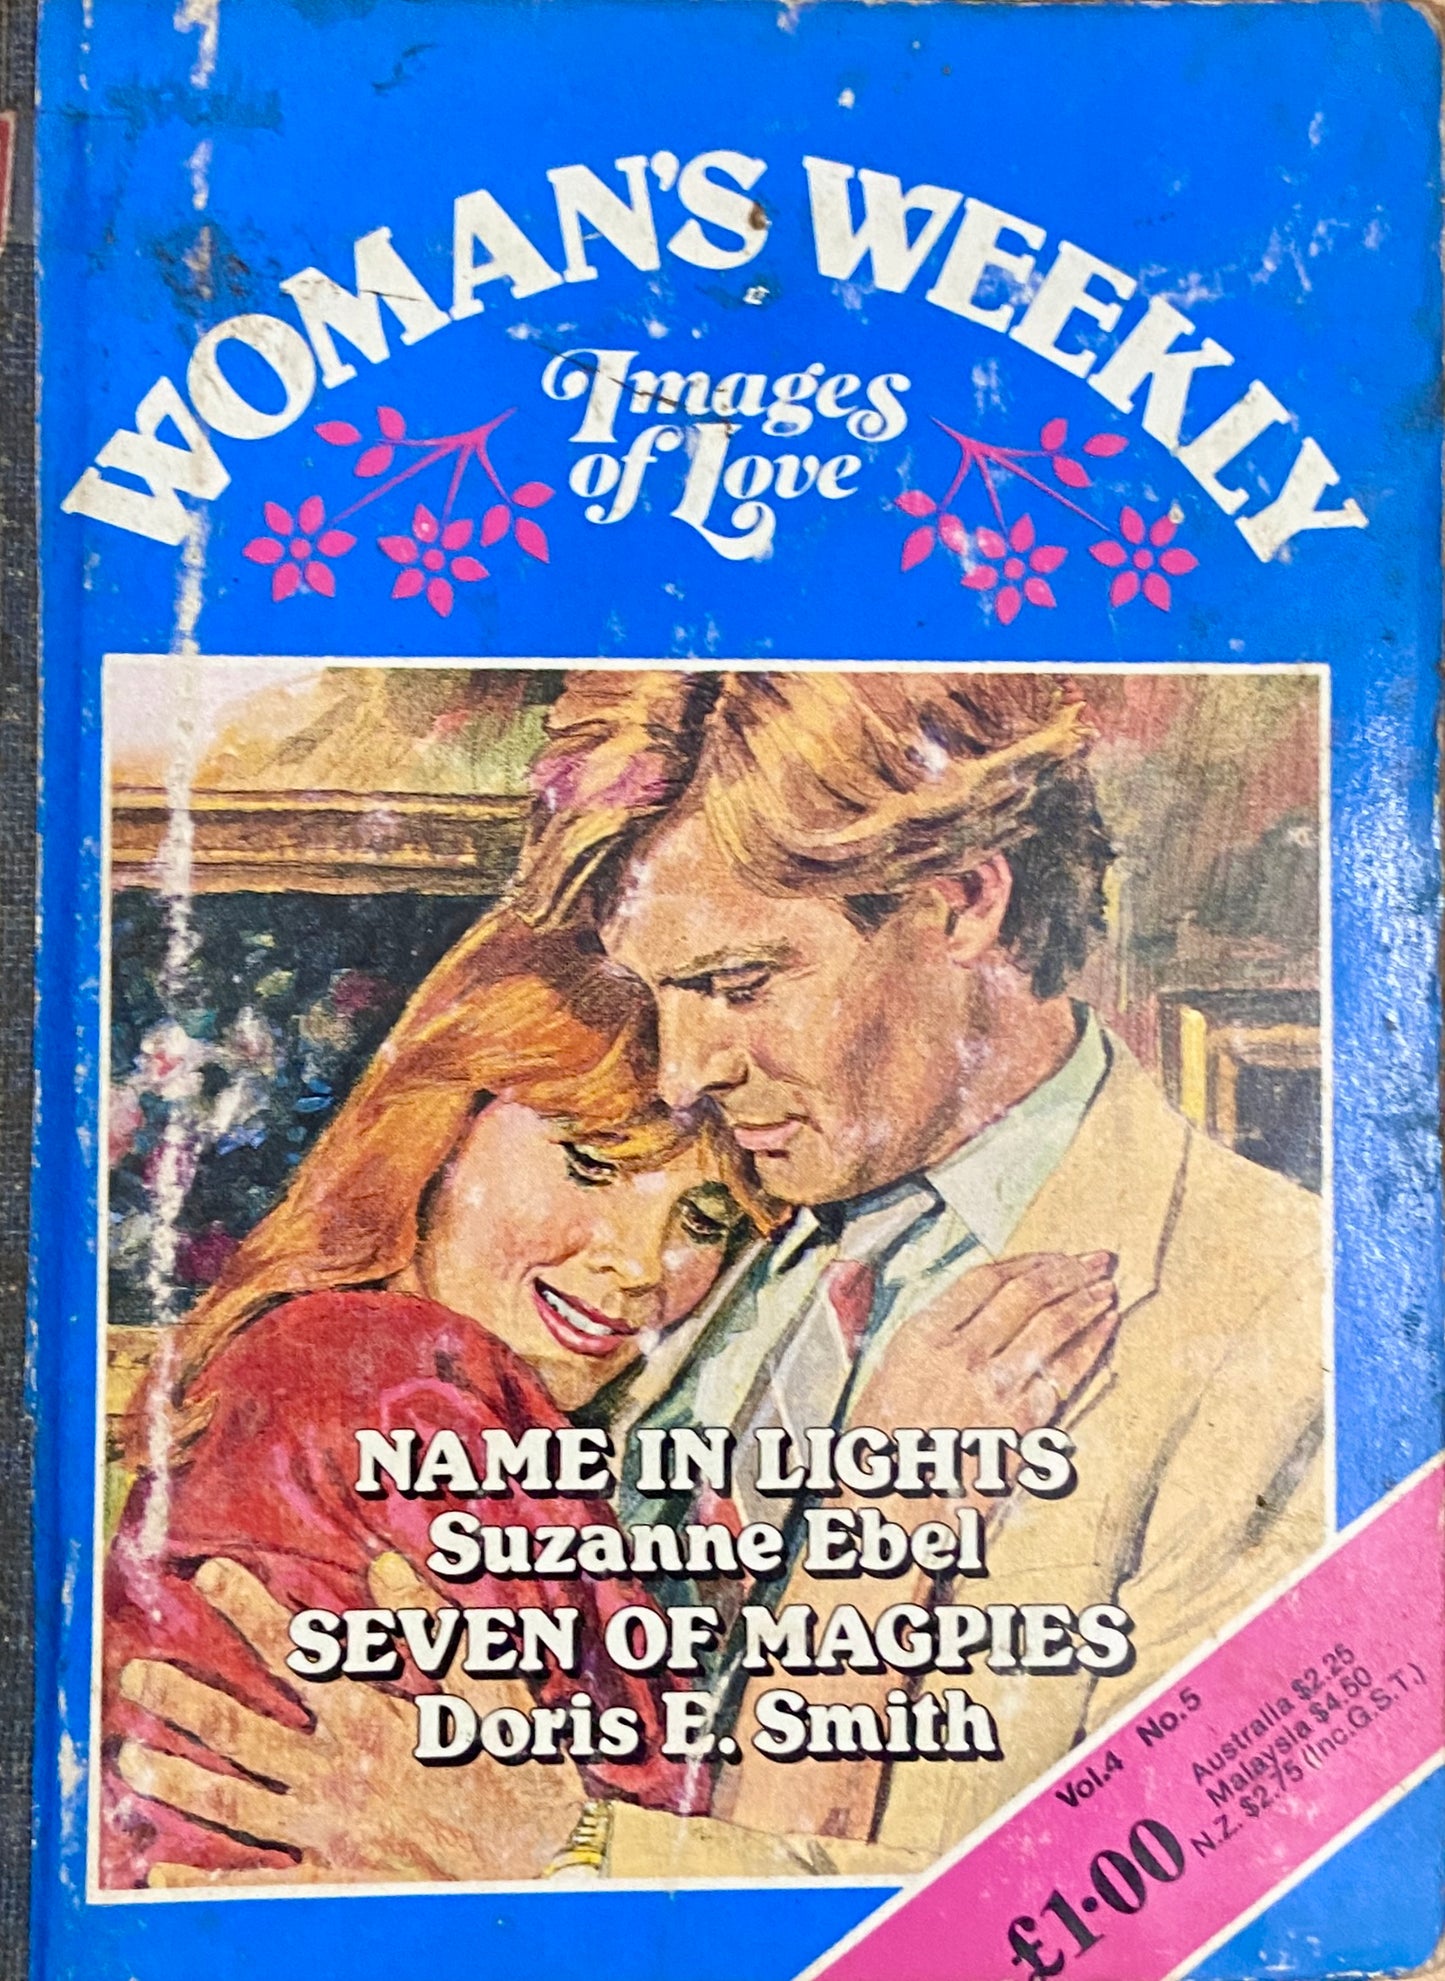 WOMAN'S WEEKLY
Images
of Love
NAME IN LIGHTS
Suzanne Ebel
SEVEN OF MAGPIES
Doris E. Smith
Vol.4 No.5
£1·00
Australia $2.25
Malaysia $4.50
N.Z. $2.75 (Inc.G.S.T.)